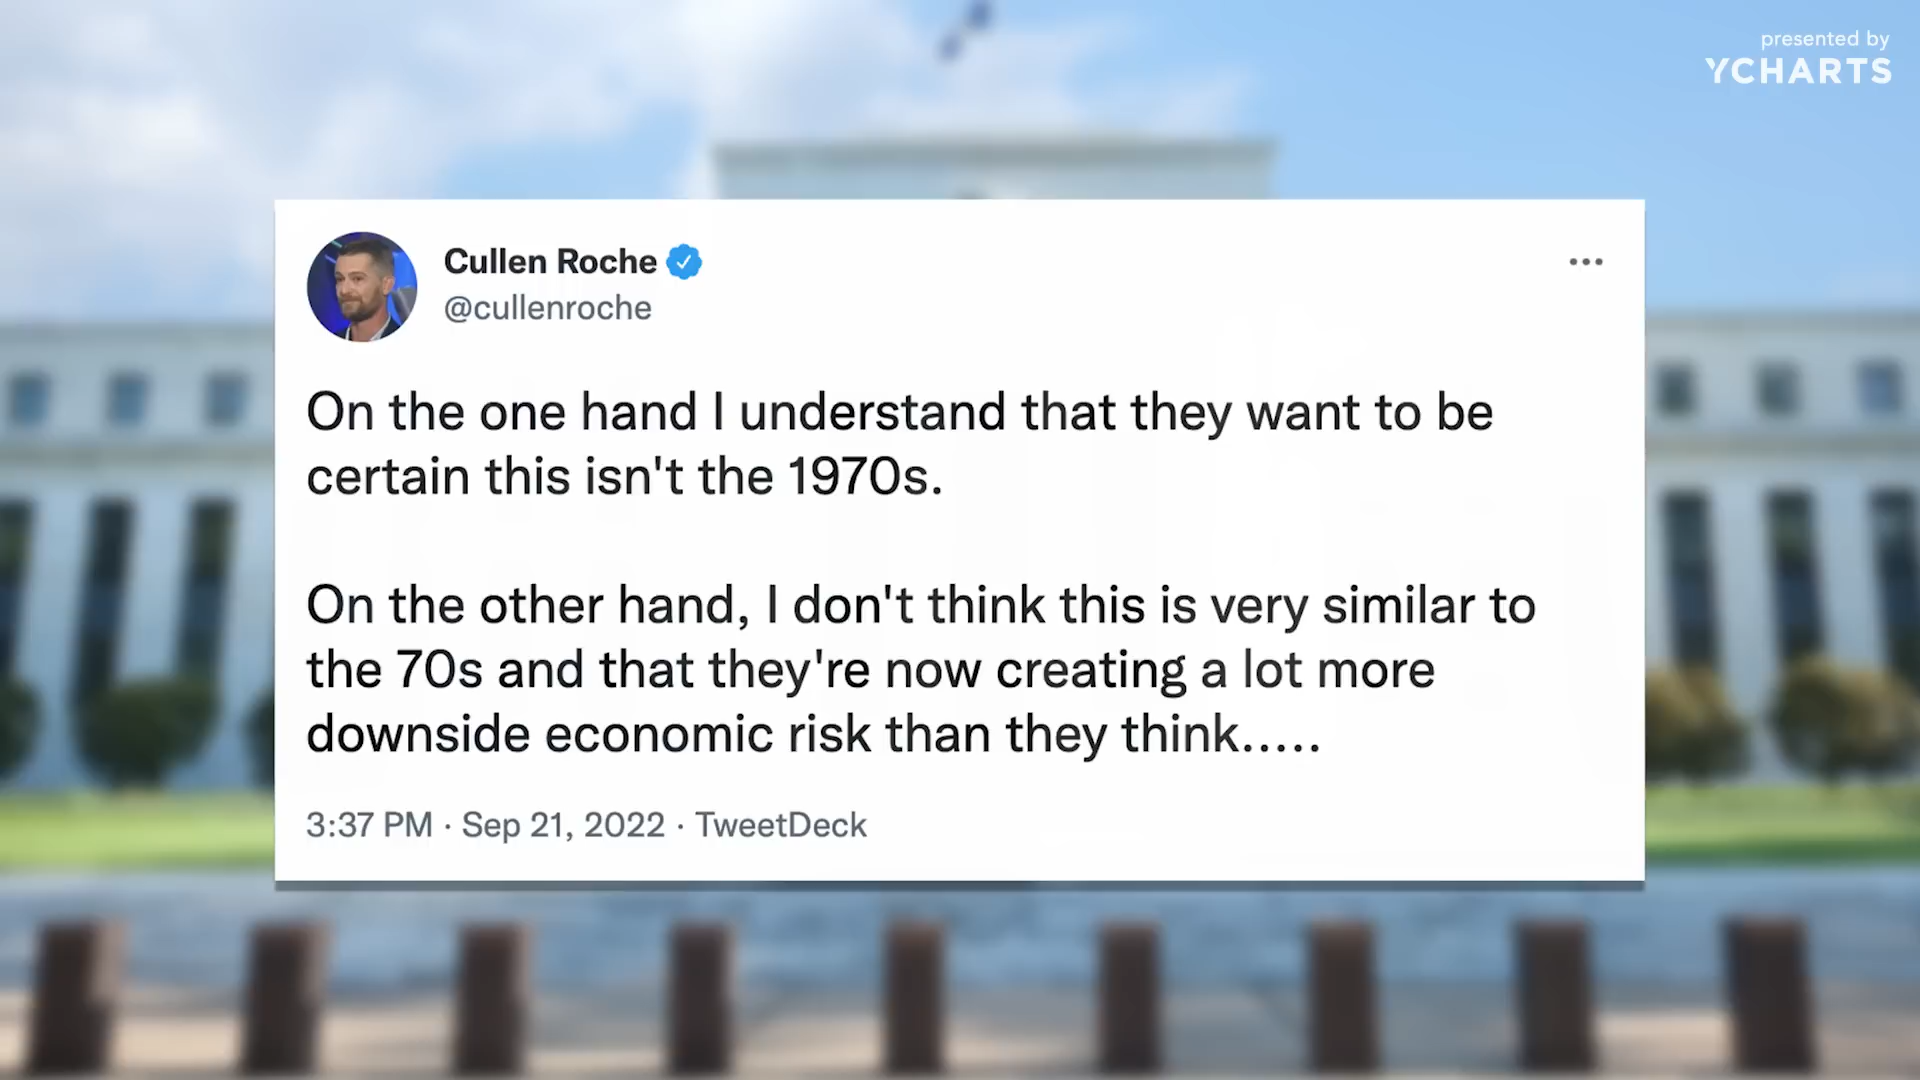 presented by
YCHARTS
Cullen Roche
@cullenroche
On the one hand I understand that they want to be
certain this isn't the 1970s.
On the other hand, I don't think this is very similar to
the 70s and that they're now creating a lot more
downside economic risk than they think.....
3:37 PM · Sep 21, 2022 · TweetDeck